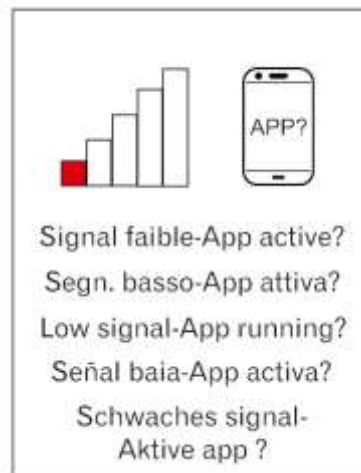 APP?
Signal faible-App active?
Segn. basso-App attiva?
Low signal-App running?
Señal baia-App activa?
Schwaches signal-
Aktive app ?